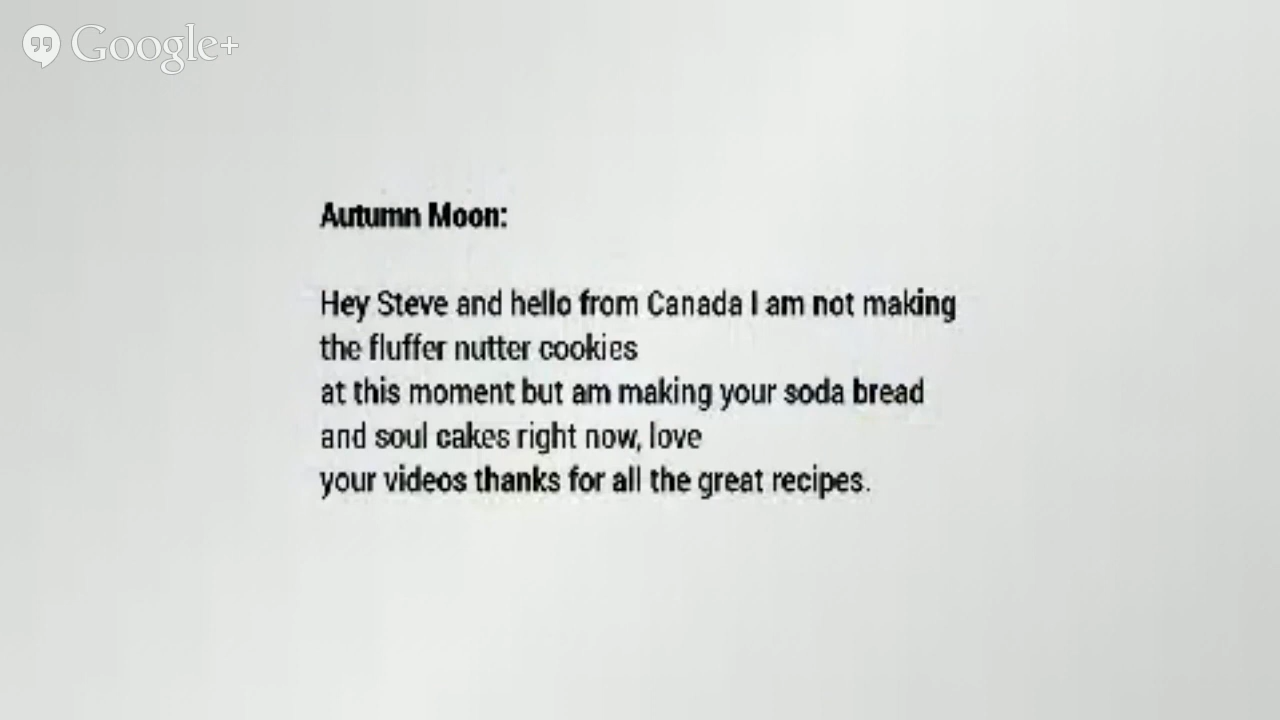 Google+
Autumn Moon:
Hey Steve and hello from Canada I am not making
the fluffer nutter cookies
at this moment but am making your soda bread
and soul cakes right now, love
your videos thanks for all the great recipes.